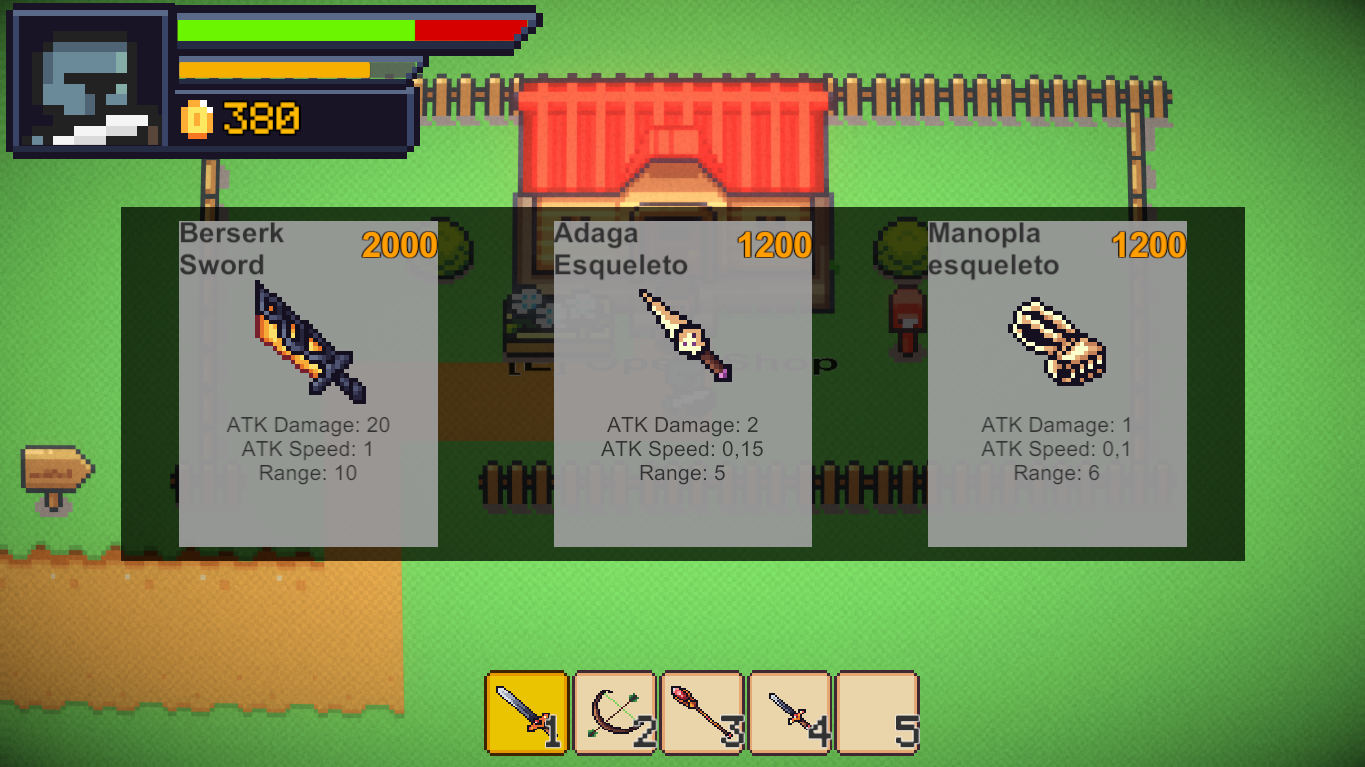 380
Berserk
Sword
2000
ATK Damage: 20
ATK Speed: 1
Range: 10
Adaga
Esqueleto
1200
ATK Damage: 2
ATK Speed: 0,15
Range: 5
Manopla
esqueleto
1200
ATK Damage: 1
ATK Speed: 0,1
Range: 6
1
2
3
4
5